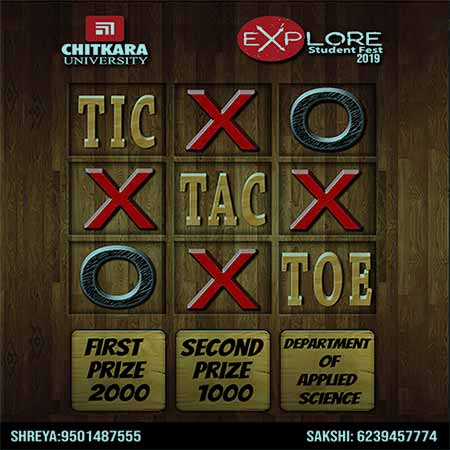 CHITKARA
UNIVERSITY
EXPLORE
Student Fest
2019
TIC X O
X TAC X
O X TOE
FIRST
PRIZE
2000
SECOND
PRIZE
1000
DEPARTMENT
OF
APPLIED
SCIENCE
SHREYA:9501487555
SAKSHI: 6239457774